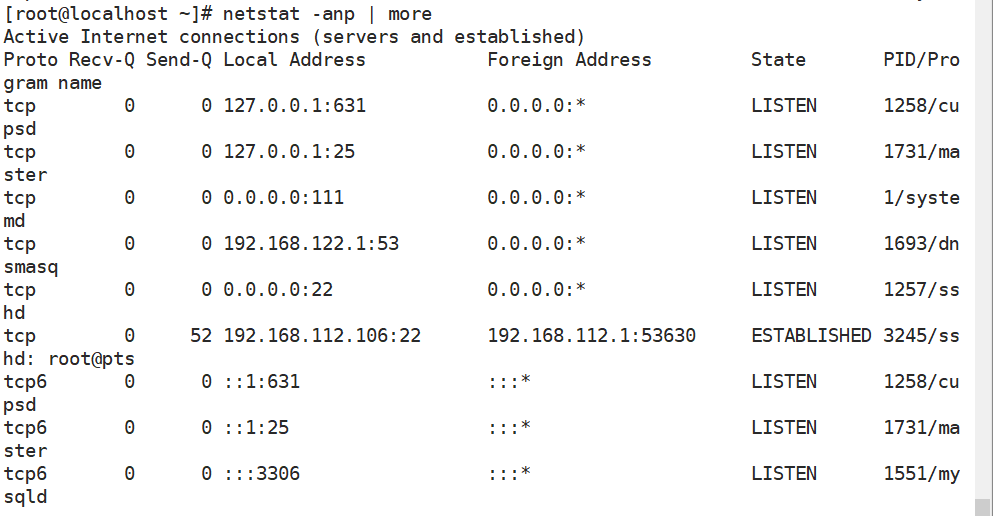 [root@localhost ~]# netstat -anp | more
Active Internet connections (servers and established)
Proto Recv-Q Send-Q Local Address           Foreign Address         State       PID/Pro
gram name
tcp        0      0 127.0.0.1:631           0.0.0.0:*               LISTEN      1258/cu
psd
tcp        0      0 127.0.0.1:25            0.0.0.0:*               LISTEN      1731/ma
ster
tcp        0      0 0.0.0.0:111             0.0.0.0:*               LISTEN      1/syste
md
tcp        0      0 192.168.122.1:53        0.0.0.0:*               LISTEN      1693/dn
smasq
tcp        0      0 0.0.0.0:22              0.0.0.0:*               LISTEN      1257/ss
hd
tcp        0     52 192.168.112.106:22      192.168.112.1:53630     ESTABLISHED 3245/ss
hd: root@pts
tcp6       0      0 ::1:631                 :::*                    LISTEN      1258/cu
psd
tcp6       0      0 ::1:25                  :::*                    LISTEN      1731/ma
ster
tcp6       0      0 :::3306                 :::*                    LISTEN      1551/my
sqld